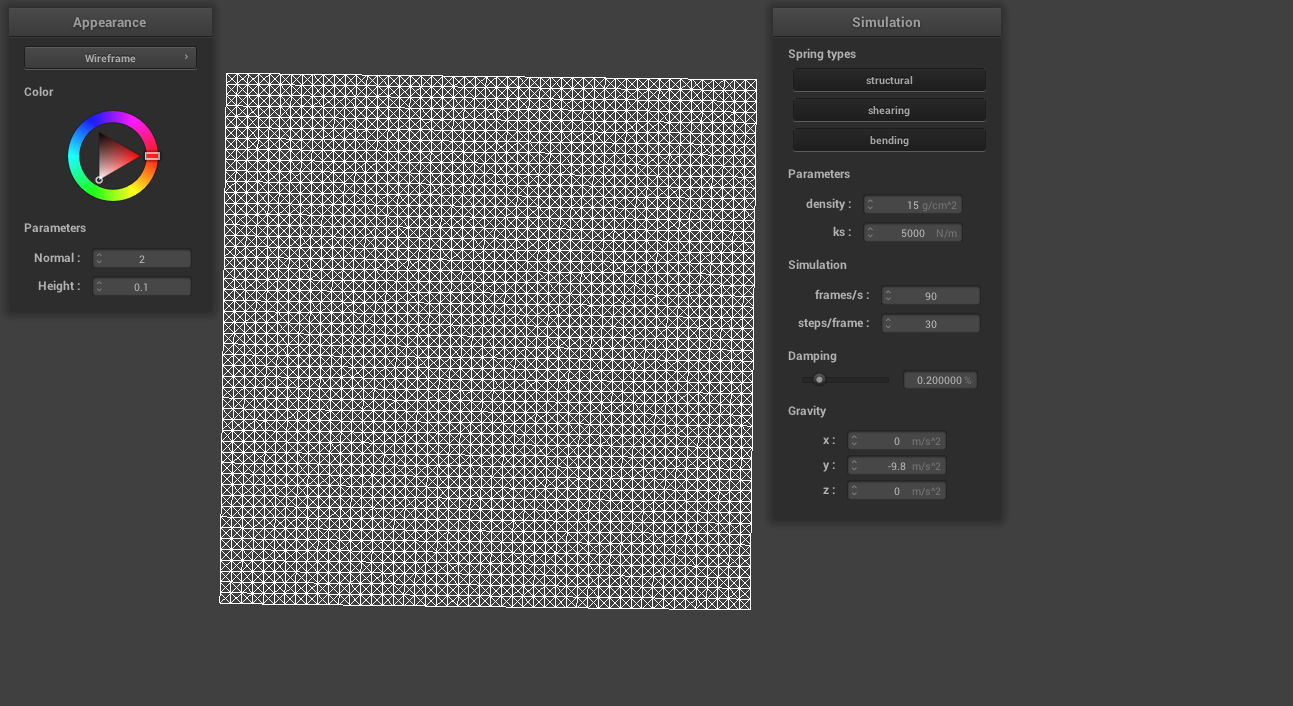 Appearance
Wireframe
Color
Parameters
Normal : 2
Height : 0.1
Simulation
Spring types
structural
shearing
bending
Parameters
density : 15 g/cm^2
ks : 5000 N/m
Simulation
frames/s : 90
steps/frame : 30
Damping
0.200000 %
Gravity
x : 0 m/s^2
y : -9.8 m/s^2
z : 0 m/s^2